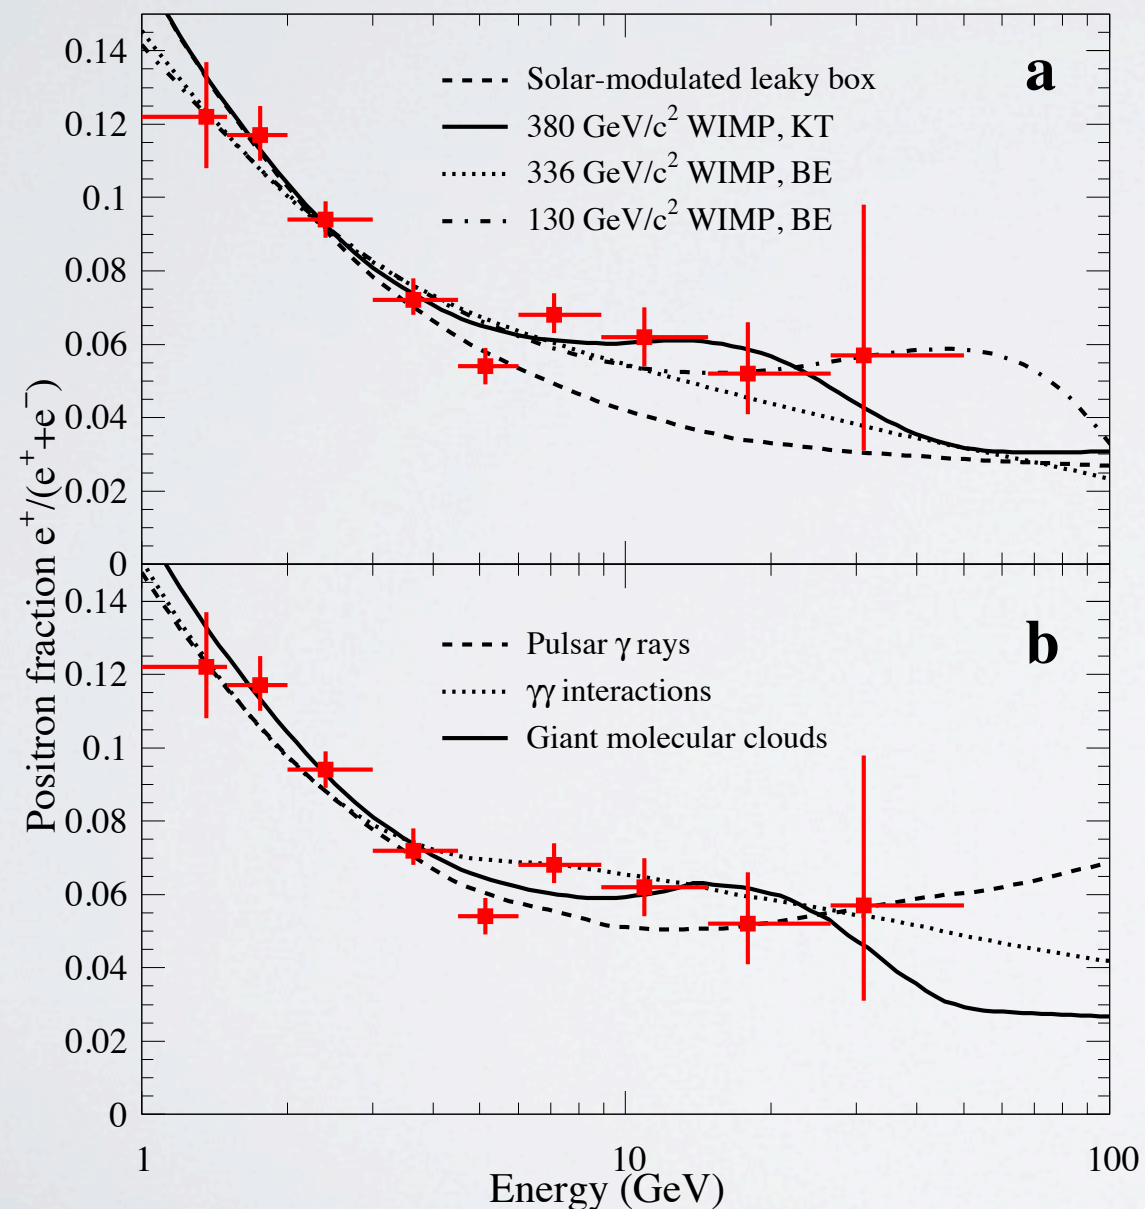 a
Solar-modulated leaky box
380 GeV/c² WIMP, KT
336 GeV/c² WIMP, BE
130 GeV/c² WIMP, BE
0.14
0.12
0.1
0.08
0.06
0.04
0.02
0
Positron fraction e⁺/(e⁺+e⁻)
b
Pulsar γ rays
γγ interactions
Giant molecular clouds
0.14
0.12
0.1
0.08
0.06
0.04
0.02
0
1 10 100
Energy (GeV)